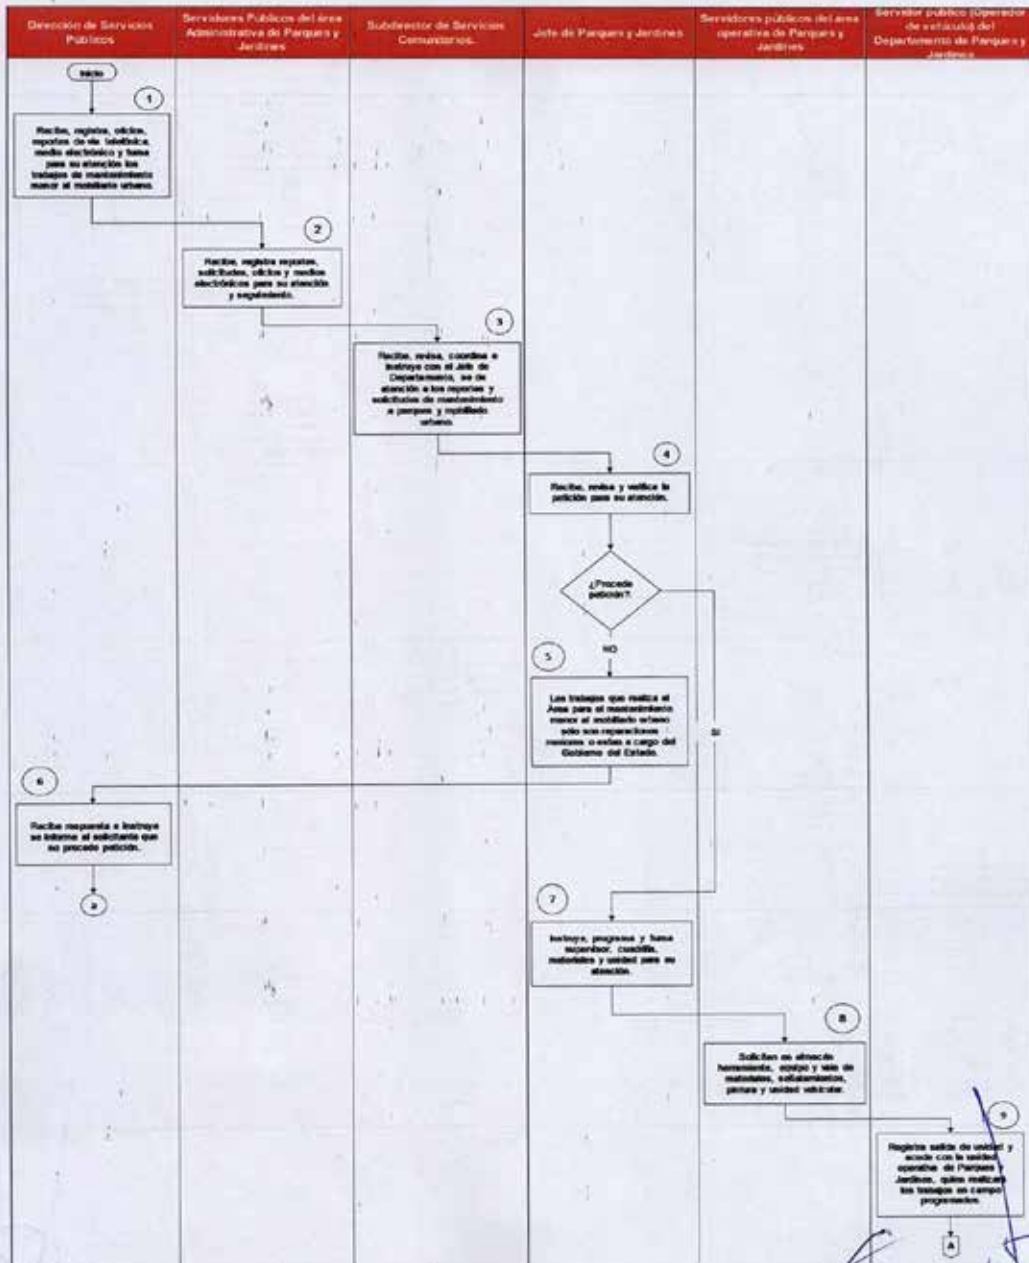 Dirección de Servicios
Públicos
Servidores Públicos del área
Administrativa de Parques y
Jardines
Subdirector de Servicios
Comunitarios.
Jefe de Parques y Jardines
Servidores públicos del area
operativa de Parques y
Jardines
Servidor público (Operador
de vehículo) del
Departamento de Parques y
Jardines
Inicio
1
Recibe, registra, oficios,
reportes de vía telefónica,
medio electrónico y turna
para su atención los
trabajos de mantenimiento
menor al mobiliario urbano.
2
Recibe, registra reportes,
solicitudes, oficios y medios
electrónicos para su atención
y seguimiento.
3
Recibe, revisa, coordina e
instruye con el Jefe de
Departamento, se de
atención a los reportes y
solicitudes de mantenimiento
a parques y mobiliario
urbano.
4
Recibe, revisa y verifica la
petición para su atención.
¿Procede
petición?
NO
SI
5
Los trabajos que realiza el
Área para el mantenimiento
menor al mobiliario urbano
sólo son reparaciones
menores o estas a cargo del
Gobierno del Estado.
6
Recibe respuesta e instruye
se informe al solicitante que
no procede petición.
a
7
Instruye, programa y turna
supervisor, cuadrilla,
materiales y unidad para su
atención.
8
Solicitan en almacén
herramienta, equipo y vale de
materiales, señalamientos,
pintura y unidad vehicular.
9
Registra salida de unidad y
acude con la unidad
operativa de Parques y
Jardines, quien realizará
los trabajos en campo
programados.
A